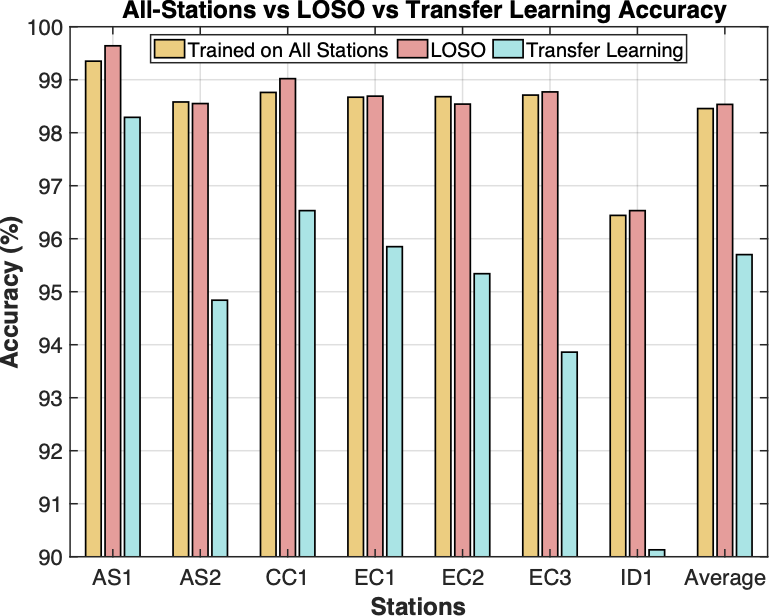 All-Stations vs LOSO vs Transfer Learning Accuracy
Trained on All Stations LOSO Transfer Learning
Accuracy (%)
100
99
98
97
96
95
94
93
92
91
90
AS1 AS2 CC1 EC1 EC2 EC3 ID1 Average
Stations